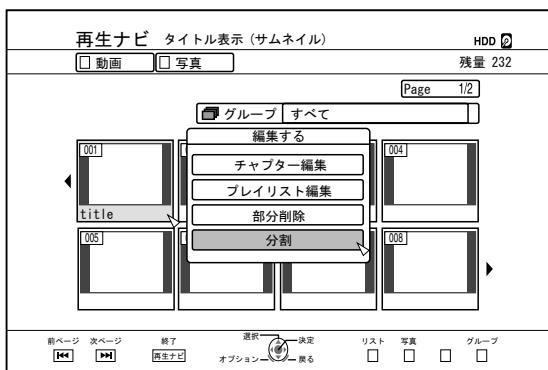 再生ナビ タイトル表示（サムネイル） HDD
動画 写真 残量 232
Page 1/2
グループ すべて
編集する
001 004
チャプター編集
プレイリスト編集
title 部分削除
005 分割 008
前ページ 次ページ 終了 選択 決定 リスト 写真 グループ
再生ナビ オプション 戻る